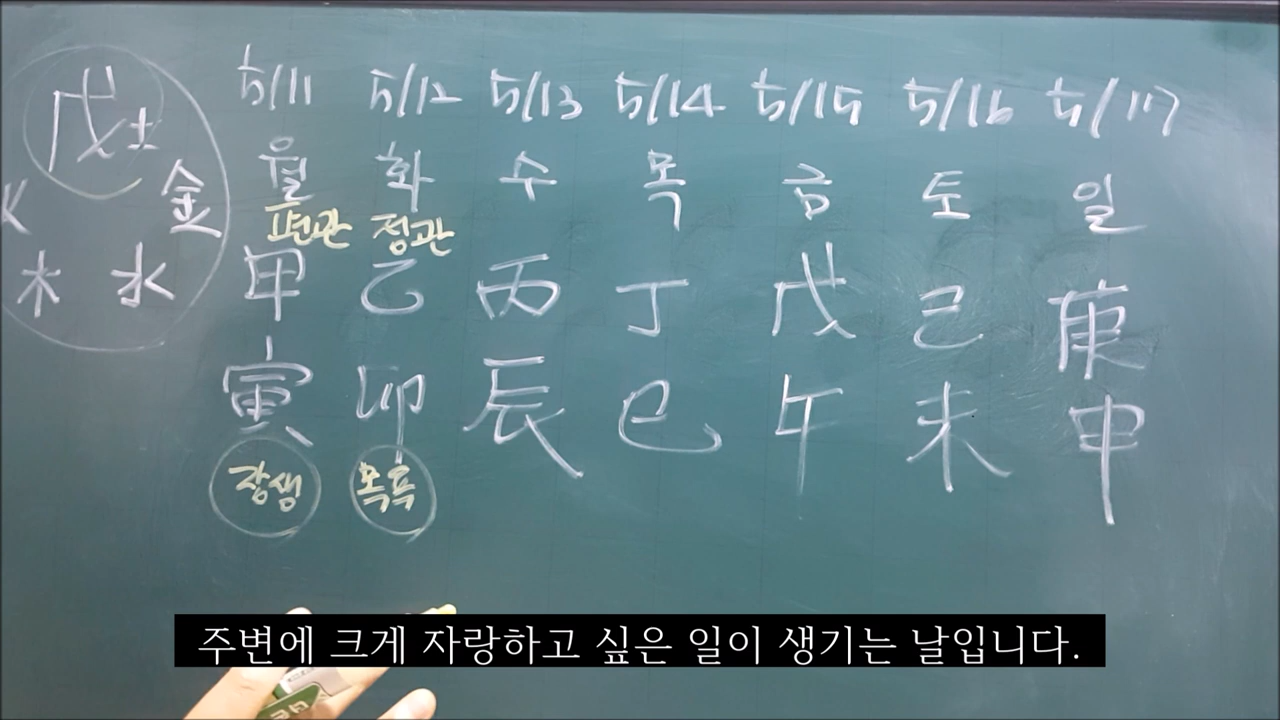 戊土
金
水
木
5/11 5/12 5/13 5/14 5/15 5/16 5/17
월 화 수 목 금 토 일
편관 정관
甲 乙 丙 丁 戊 己 庚
寅 卯 辰 巳 午 未 申
장생 목욕
주변에 크게 자랑하고 싶은 일이 생기는 날입니다.